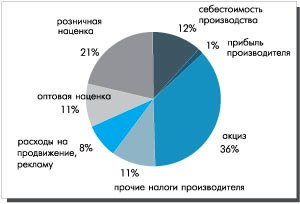 себестоимость
производства
12%
1%
прибыль
производителя
акциз
36%
прочие налоги производителя
11%
расходы на
продвижение,
рекламу
8%
оптовая наценка
11%
розничная
наценка
21%